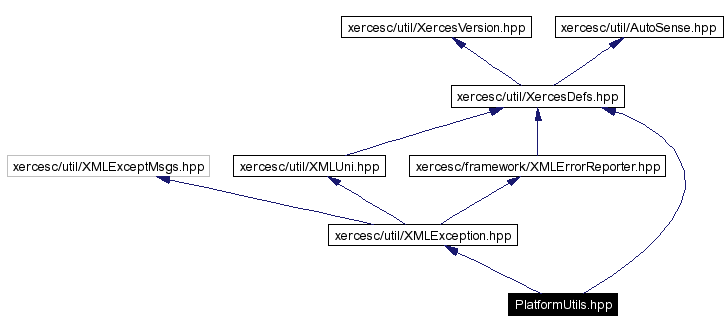 xercesc/util/XercesVersion.hpp
xercesc/util/AutoSense.hpp
xercesc/util/XercesDefs.hpp
xercesc/util/XMLExceptMsgs.hpp
xercesc/util/XMLUni.hpp
xercesc/framework/XMLErrorReporter.hpp
xercesc/util/XMLException.hpp
PlatformUtils.hpp